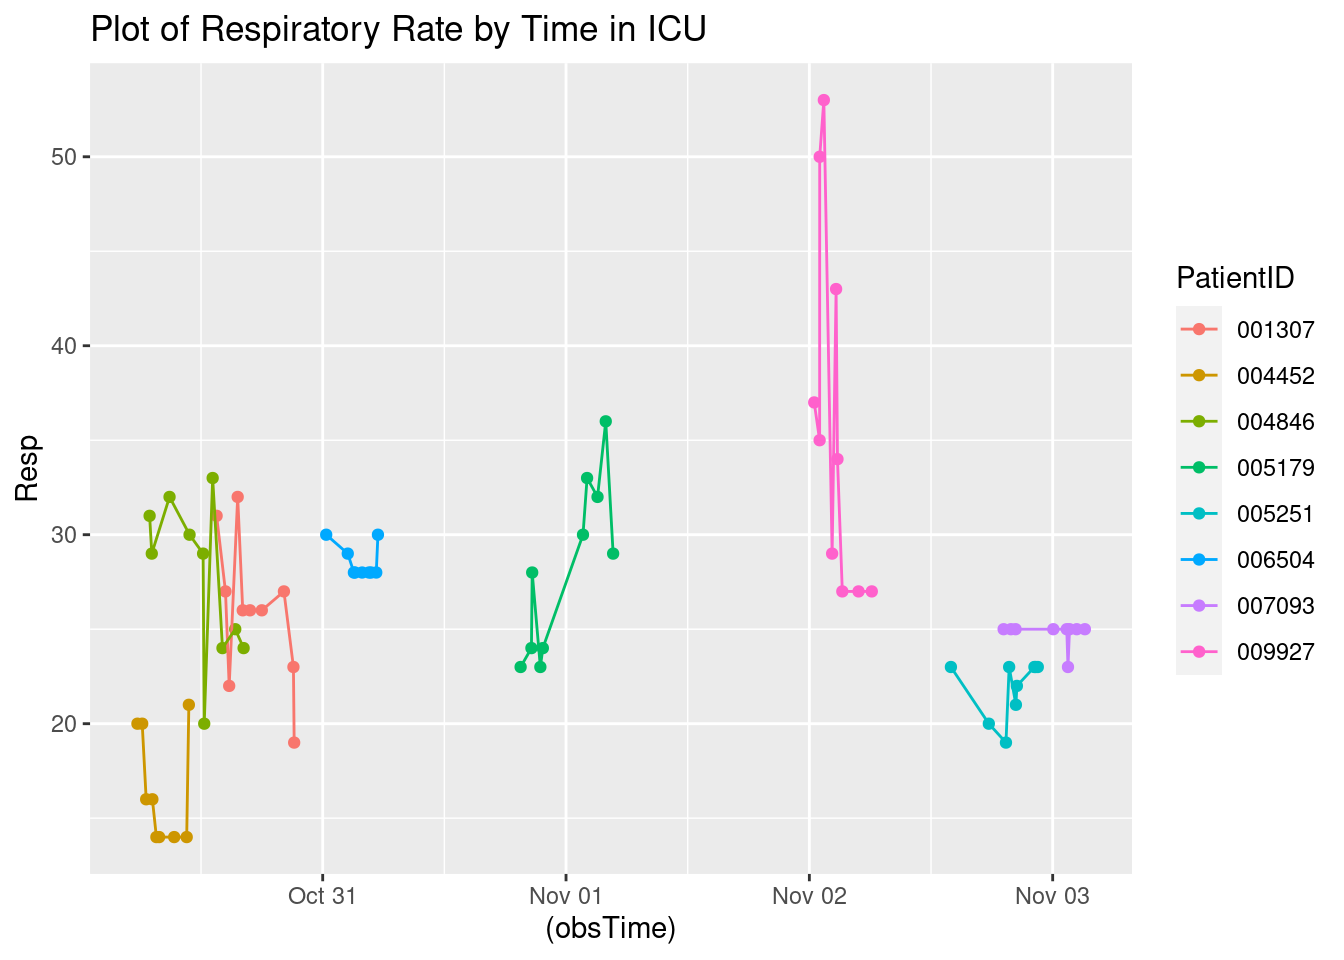 Plot of Respiratory Rate by Time in ICU
50
40
30
20
Resp
Oct 31
Nov 01
Nov 02
Nov 03
(obsTime)
PatientID
001307
004452
004846
005179
005251
006504
007093
009927